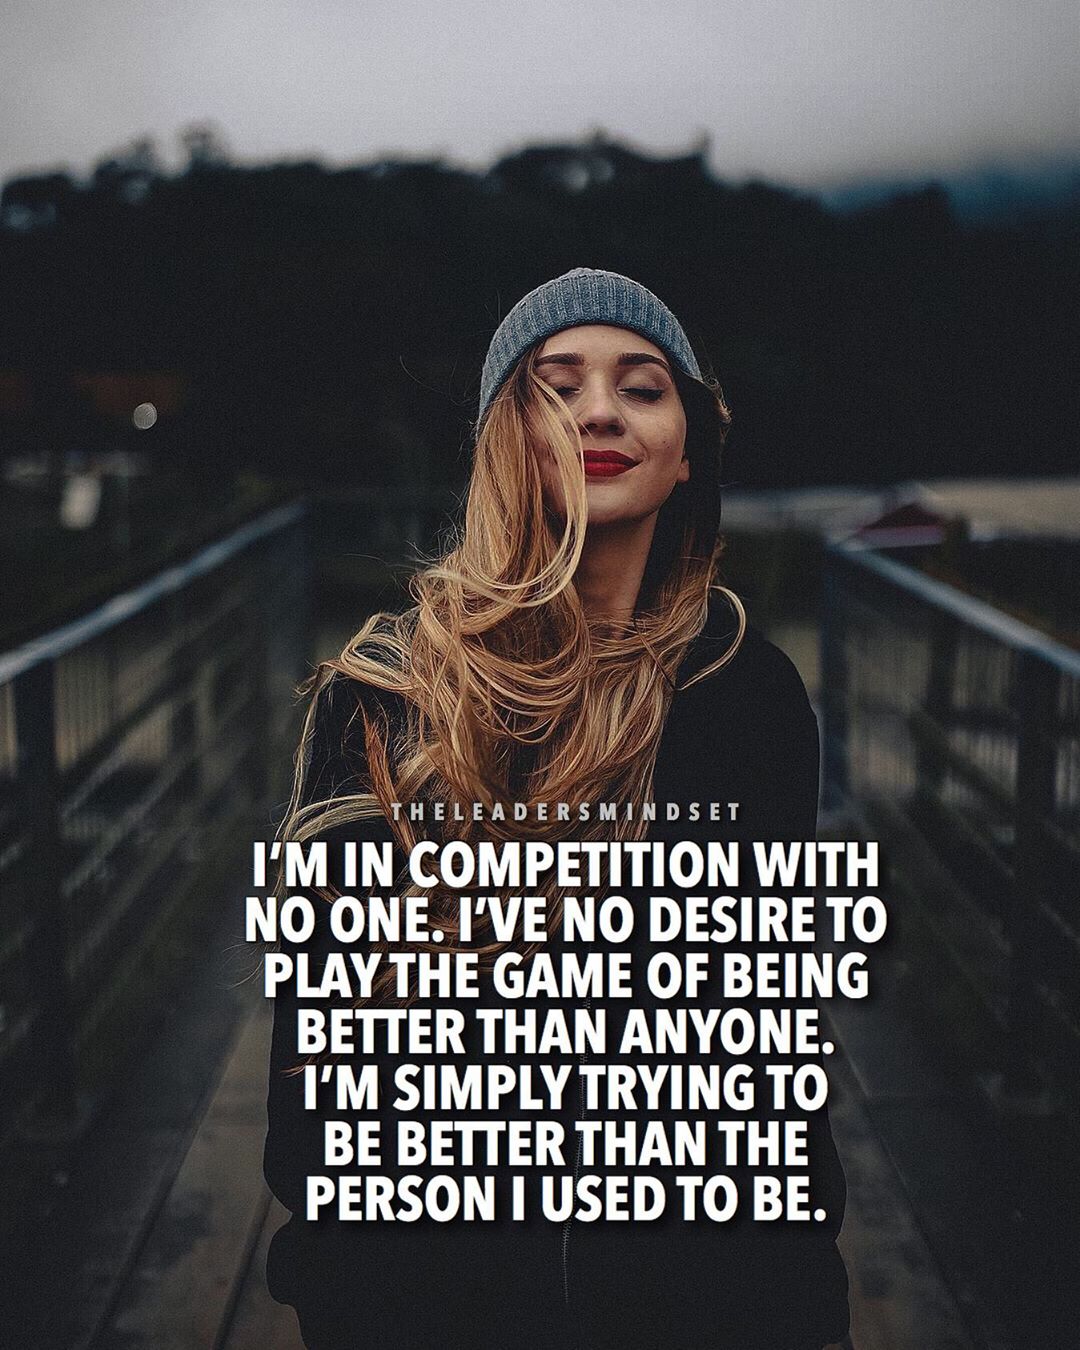 THELEADERSMINDSET
I'M IN COMPETITION WITH
NO ONE. I'VE NO DESIRE TO
PLAY THE GAME OF BEING
BETTER THAN ANYONE.
I'M SIMPLY TRYING TO
BE BETTER THAN THE
PERSON I USED TO BE.